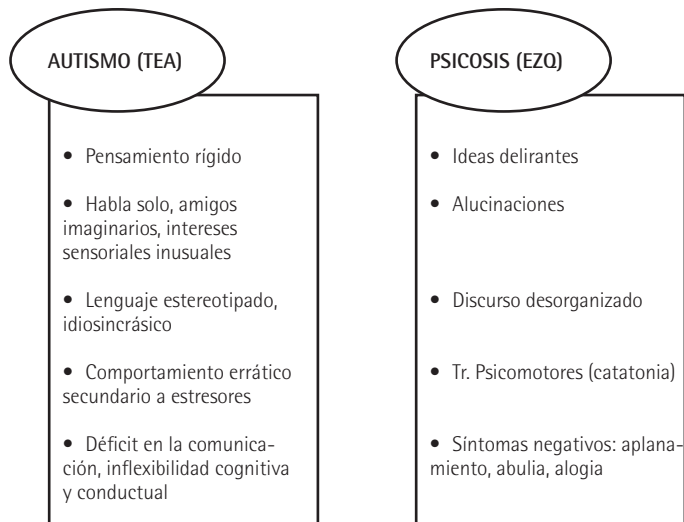 AUTISMO (TEA)
• Pensamiento rígido
• Habla solo, amigos
imaginarios, intereses
sensoriales inusuales
• Lenguaje estereotipado,
idiosincrásico
• Comportamiento errático
secundario a estresores
• Déficit en la comunica-
ción, inflexibilidad cognitiva
y conductual
PSICOSIS (EZQ)
• Ideas delirantes
• Alucinaciones
• Discurso desorganizado
• Tr. Psicomotores (catatonia)
• Síntomas negativos: aplana-
miento, abulia, alogia